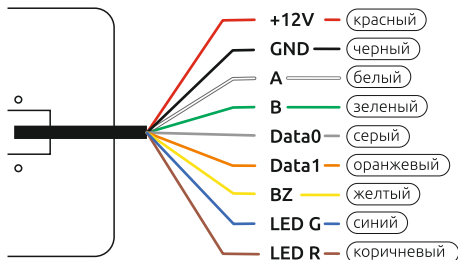 +12V красный
GND черный
A белый
B зеленый
Data0 серый
Data1 оранжевый
BZ желтый
LED G синий
LED R коричневый